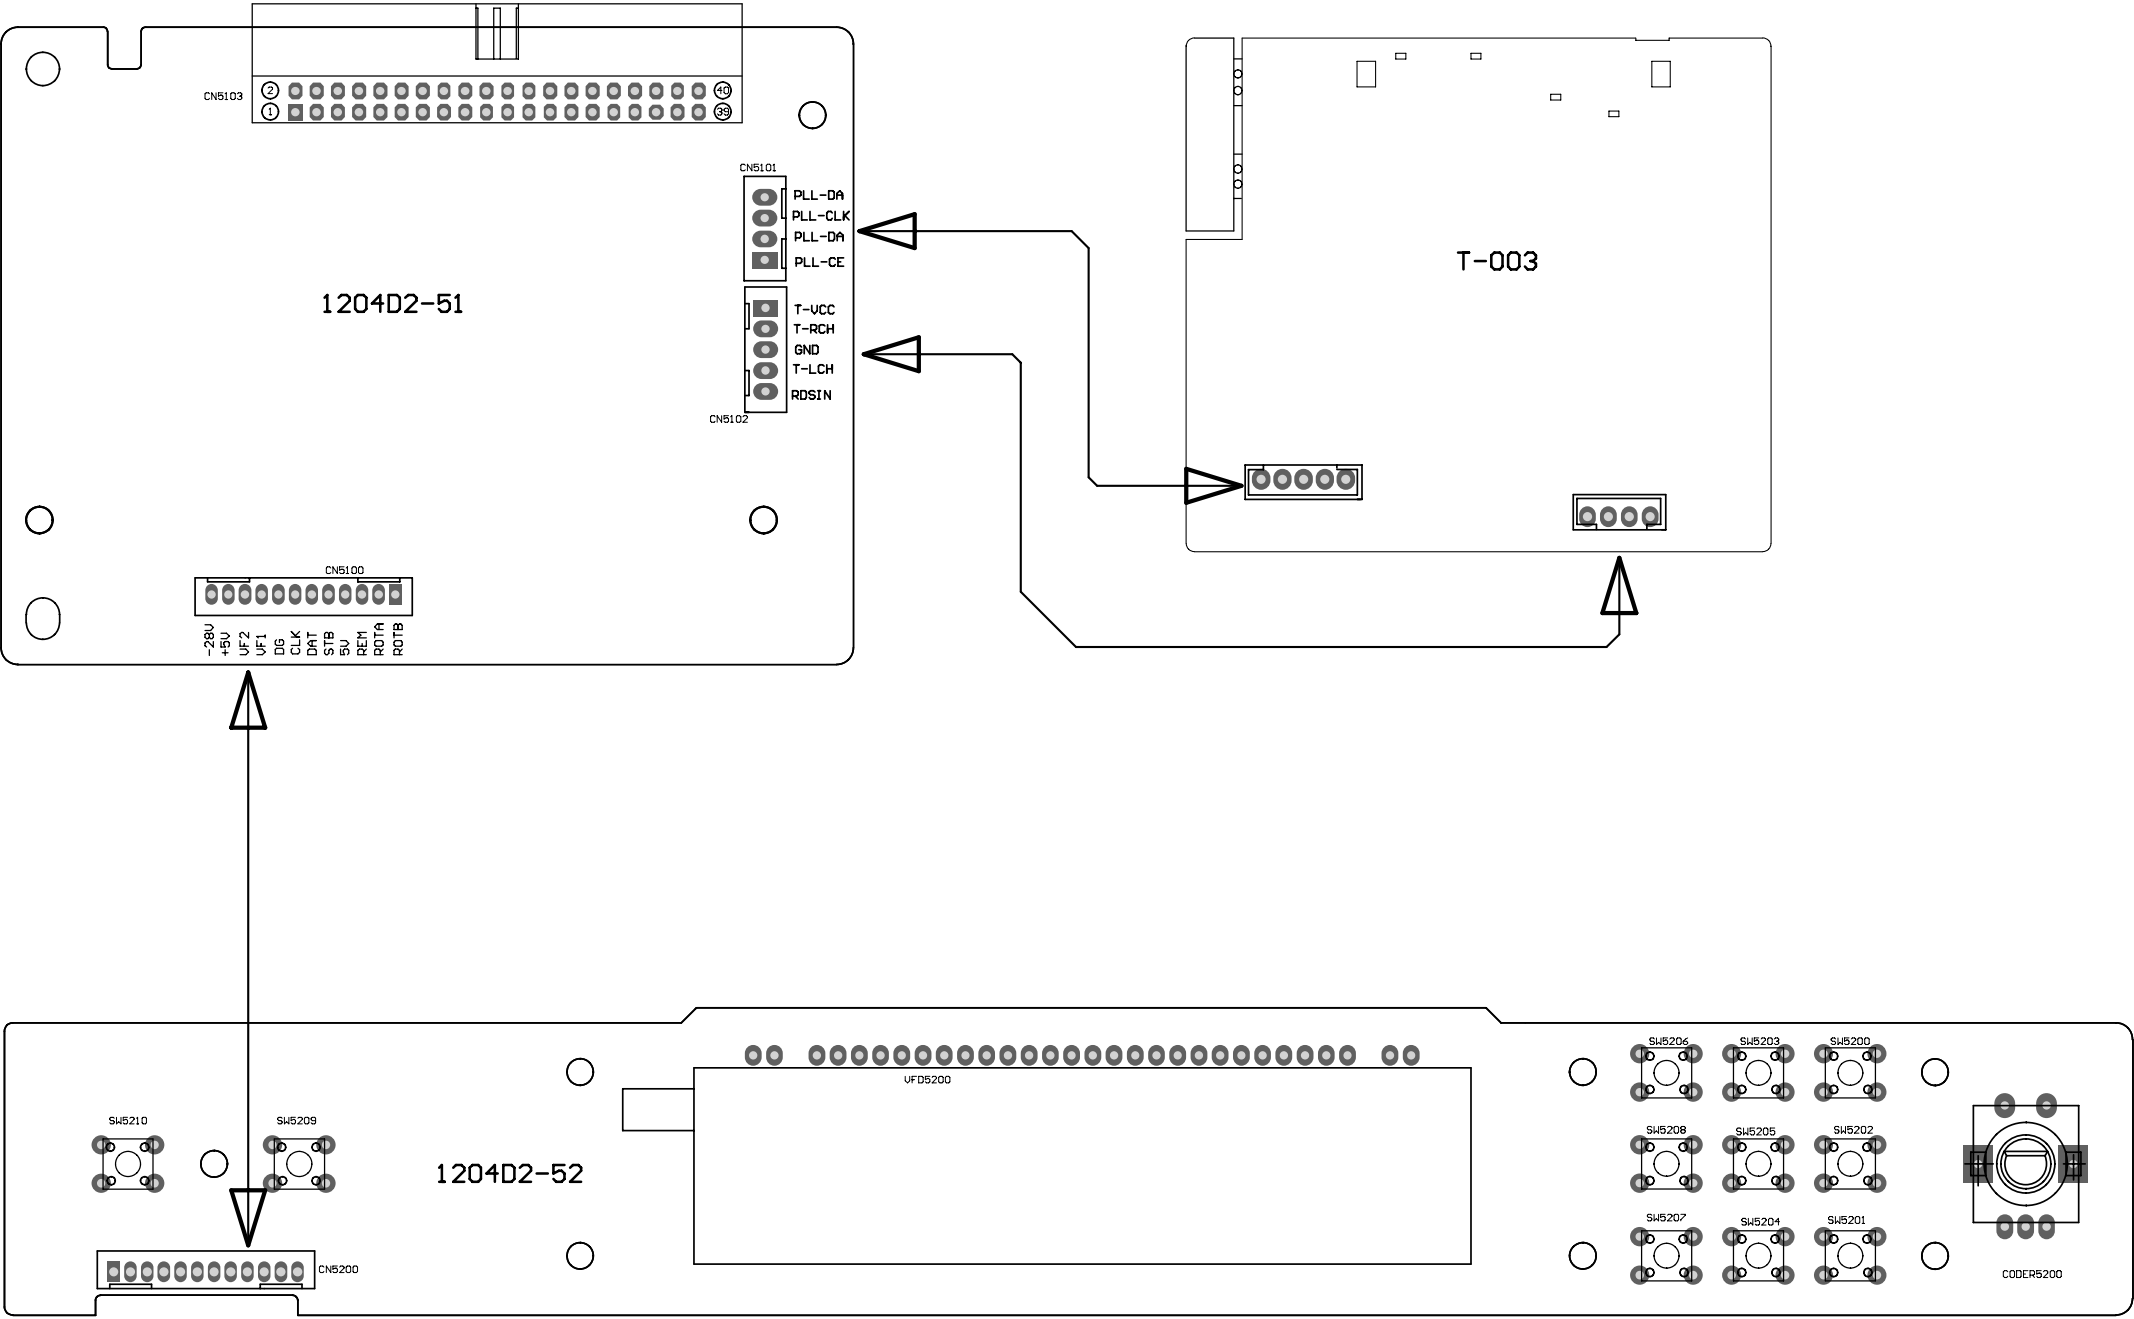 CN5103
2
40
1
39
CN5101
PLL-DA
PLL-CLK
PLL-DA
PLL-CE
T-003
1204D2-51
T-VCC
T-RCH
GND
T-LCH
RDSIN
CN5102
CN5100
-28V
+5V
VF2
VF1
DG
CLK
DAT
STB
5V
REM
ROTA
ROTB
SW5206
SW5203
SW5200
VFD5200
SW5210
SW5209
SW5208
SW5205
SW5202
1204D2-52
SW5207
SW5204
SW5201
CN5200
CODER5200